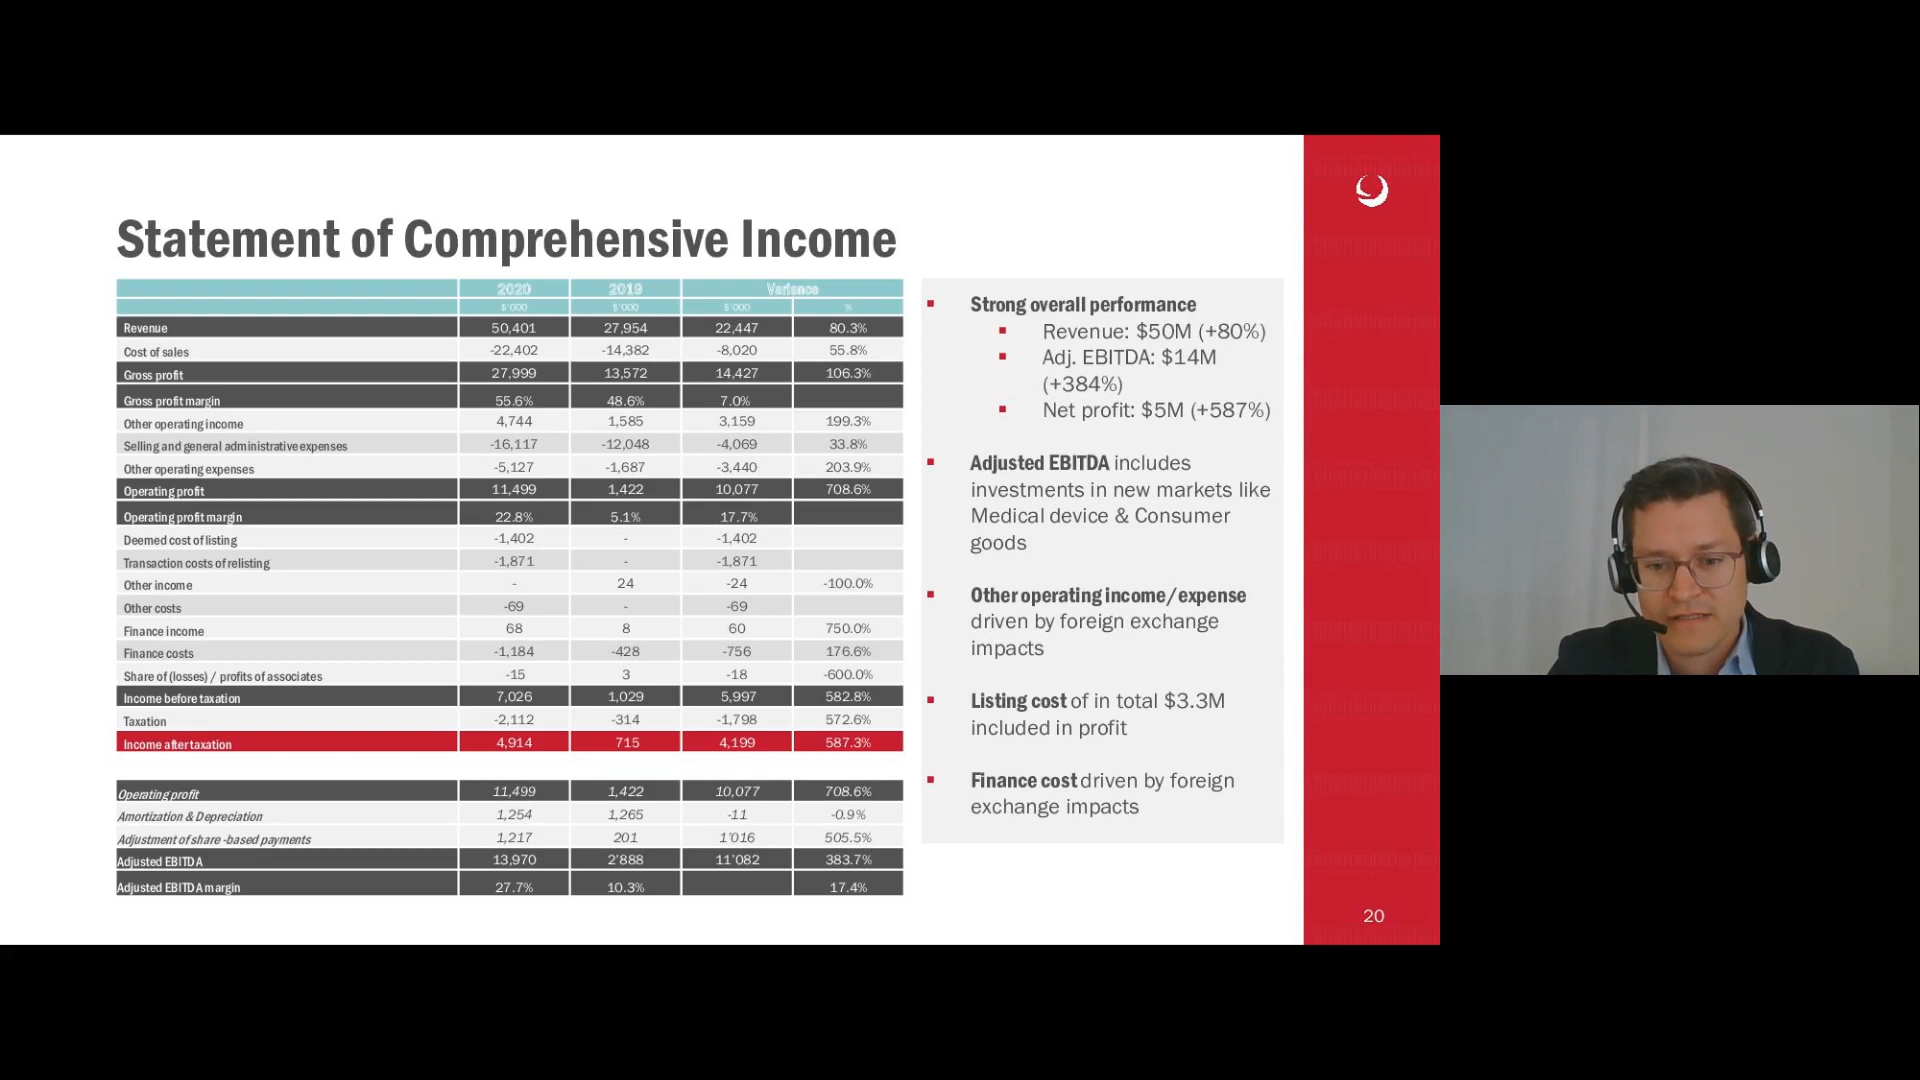 Statement of Comprehensive Income
2020 2019 Variance
$'000 $'000 $'000 %
Revenue 50,401 27,954 22,447 80.3%
Cost of sales -22,402 -14,382 -8,020 55.8%
Gross profit 27,999 13,572 14,427 106.3%
Gross profit margin 55.6% 48.6% 7.0%
Other operating income 4,744 1,585 3,159 199.3%
Selling and general administrative expenses -16,117 -12,048 -4,069 33.8%
Other operating expenses -5,127 -1,687 -3,440 203.9%
Operating profit 11,499 1,422 10,077 708.6%
Operating profit margin 22.8% 5.1% 17.7%
Deemed cost of listing -1,402 - -1,402
Transaction costs of relisting -1,871 - -1,871
Other income - 24 -24 -100.0%
Other costs -69 - -69
Finance income 68 8 60 750.0%
Finance costs -1,184 -428 -756 176.6%
Share of (losses) / profits of associates -15 3 -18 -600.0%
Income before taxation 7,026 1,029 5,997 582.8%
Taxation -2,112 -314 -1,798 572.6%
Income after taxation 4,914 715 4,199 587.3%
Operating profit 11,499 1,422 10,077 708.6%
Amortization & Depreciation 1,254 1,265 -11 -0.9%
Adjustment of share -based payments 1,217 201 1'016 505.5%
Adjusted EBITDA 13,970 2'888 11'082 383.7%
Adjusted EBITDA margin 27.7% 10.3% 17.4%
Strong overall performance
Revenue: $50M (+80%)
Adj. EBITDA: $14M
(+384%)
Net profit: $5M (+587%)
Adjusted EBITDA includes
investments in new markets like
Medical device & Consumer
goods
Other operating income/expense
driven by foreign exchange
impacts
Listing cost of in total $3.3M
included in profit
Finance cost driven by foreign
exchange impacts
20